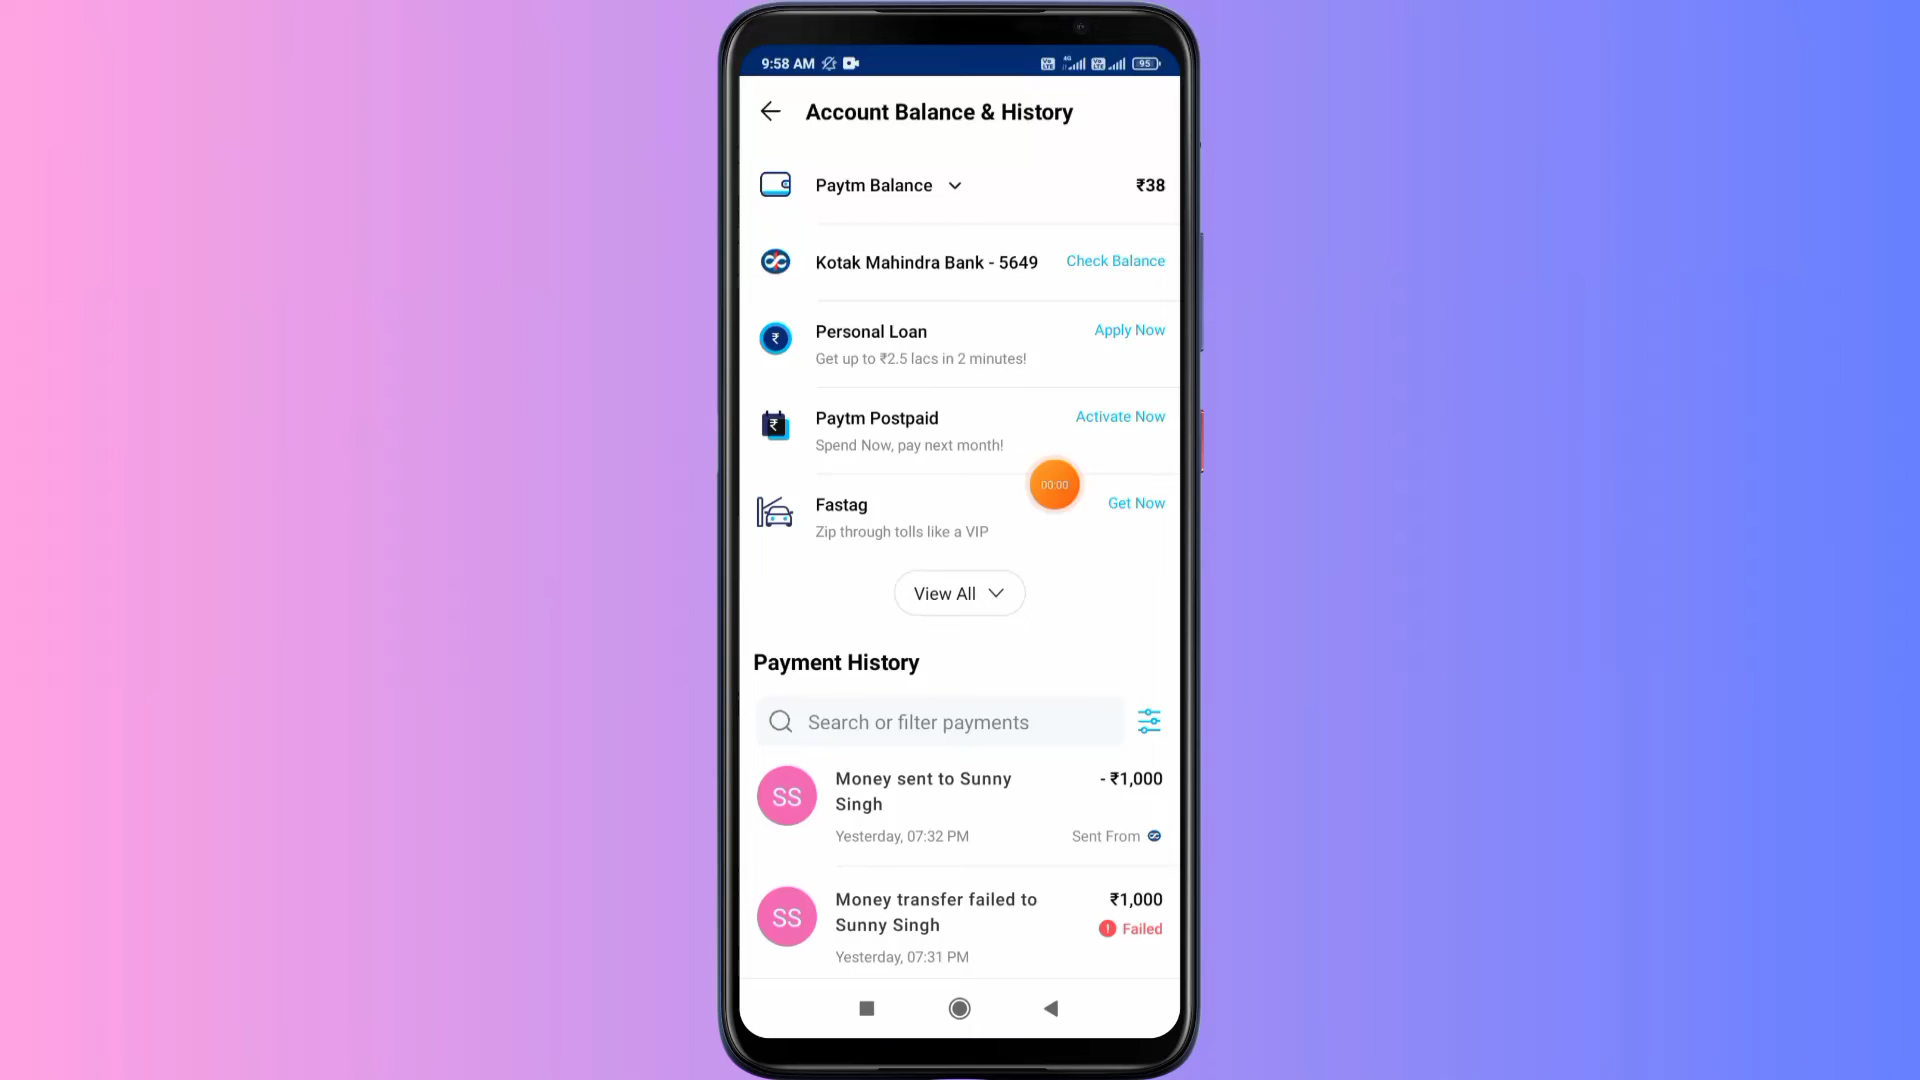 9:58 AM
95
Account Balance & History
Paytm Balance
₹38
Kotak Mahindra Bank - 5649
Check Balance
Personal Loan
Apply Now
Get up to ₹2.5 lacs in 2 minutes!
Paytm Postpaid
Activate Now
Spend Now, pay next month!
00:00
Fastag
Get Now
Zip through tolls like a VIP
View All
Payment History
Search or filter payments
SS
Money sent to Sunny
Singh
- ₹1,000
Yesterday, 07:32 PM
Sent From
SS
Money transfer failed to
Sunny Singh
₹1,000
Failed
Yesterday, 07:31 PM